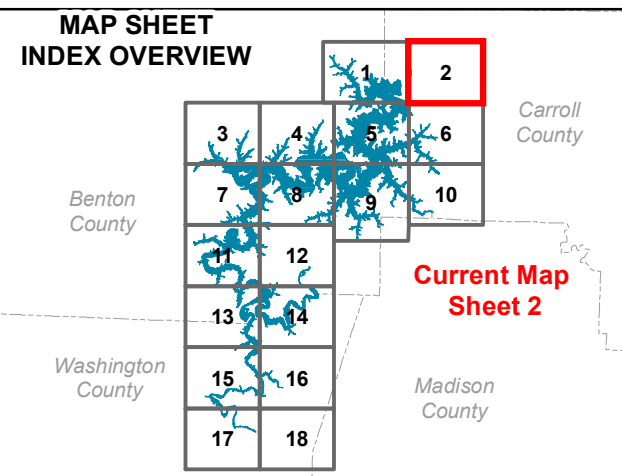 MAP SHEET
INDEX OVERVIEW
1
2
Carroll
County
3
4
5
6
Benton
County
7
8
9
10
11
12
Current Map
Sheet 2
13
14
Washington
County
15
16
Madison
County
17
18